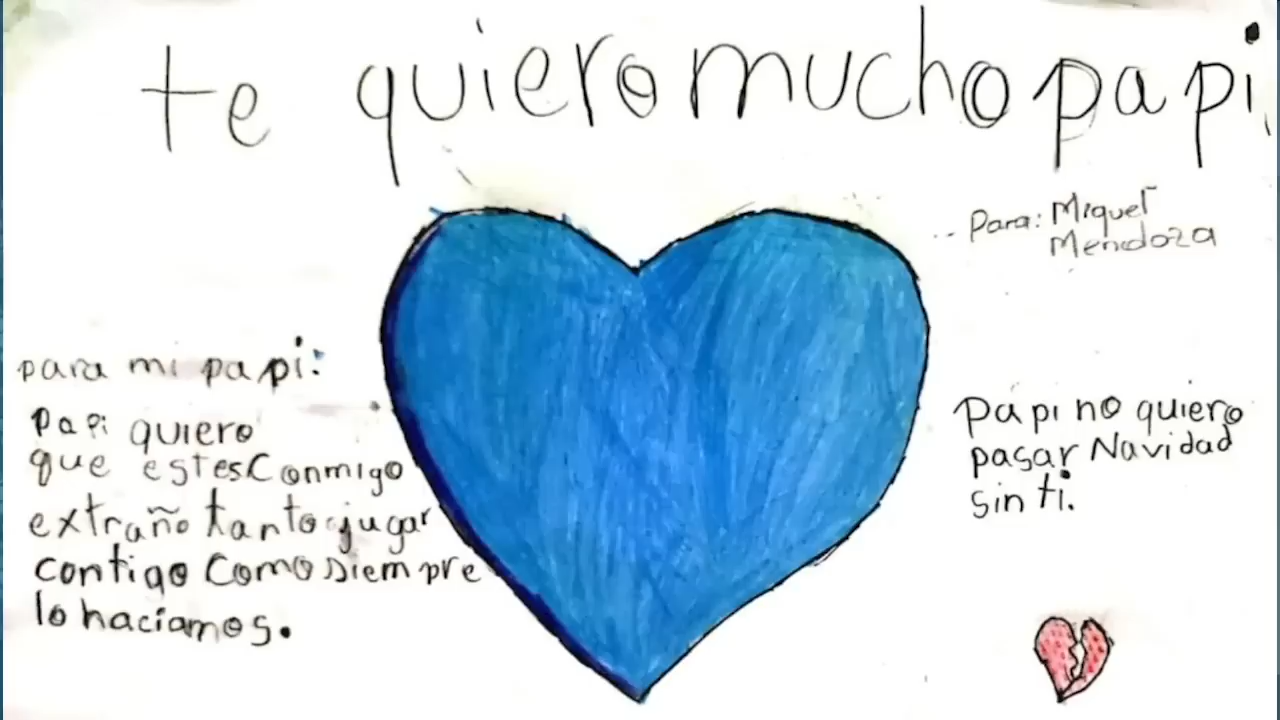 te quiero mucho papi.
Para: Miguel
Mendoza
para mi papi:
papi quiero
que estes conmigo
extraño tanto jugar
contigo como siempre
lo hacíamos.
Papi no quiero
pasar Navidad
sin ti.